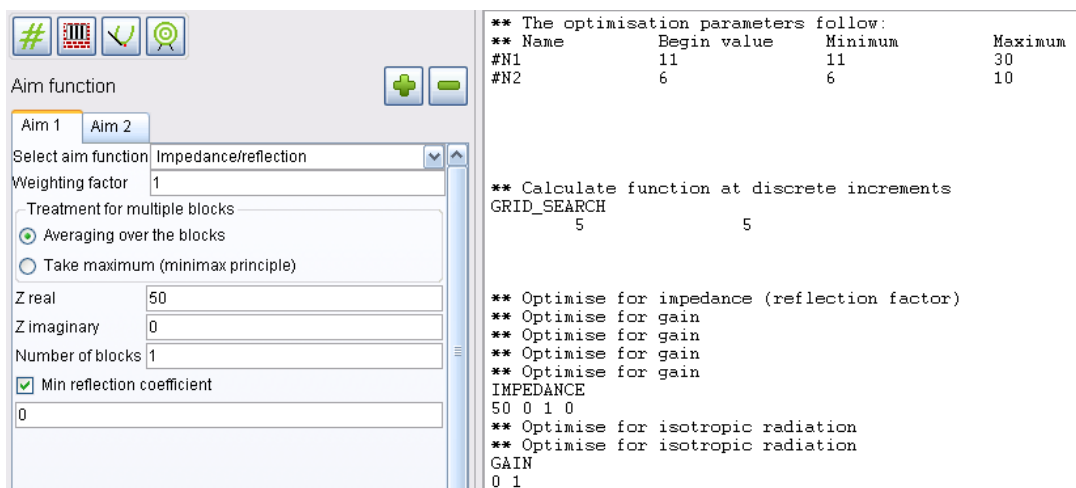 Aim function
Aim 1 Aim 2
Select aim function Impedance/reflection
Weighting factor 1
Treatment for multiple blocks
Averaging over the blocks
Take maximum (minimax principle)
Z real 50
Z imaginary 0
Number of blocks 1
Min reflection coefficient
0
** The optimisation parameters follow:
** Name Begin value Minimum Maximum
#N1 11 11 30
#N2 6 6 10
** Calculate function at discrete increments
GRID_SEARCH
5 5
** Optimise for impedance (reflection factor)
** Optimise for gain
** Optimise for gain
** Optimise for gain
** Optimise for gain
IMPEDANCE
50 0 1 0
** Optimise for isotropic radiation
** Optimise for isotropic radiation
GAIN
0 1